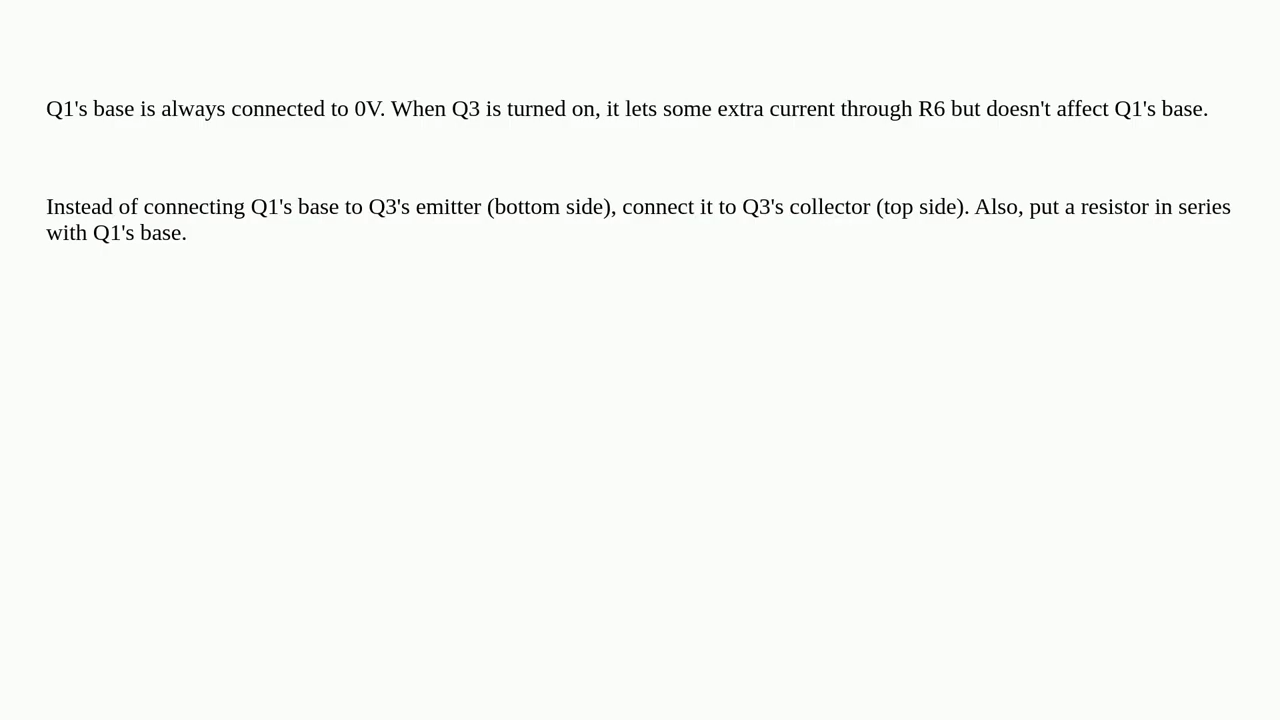 Q1's base is always connected to 0V. When Q3 is turned on, it lets some extra current through R6 but doesn't affect Q1's base.
Instead of connecting Q1's base to Q3's emitter (bottom side), connect it to Q3's collector (top side). Also, put a resistor in series
with Q1's base.